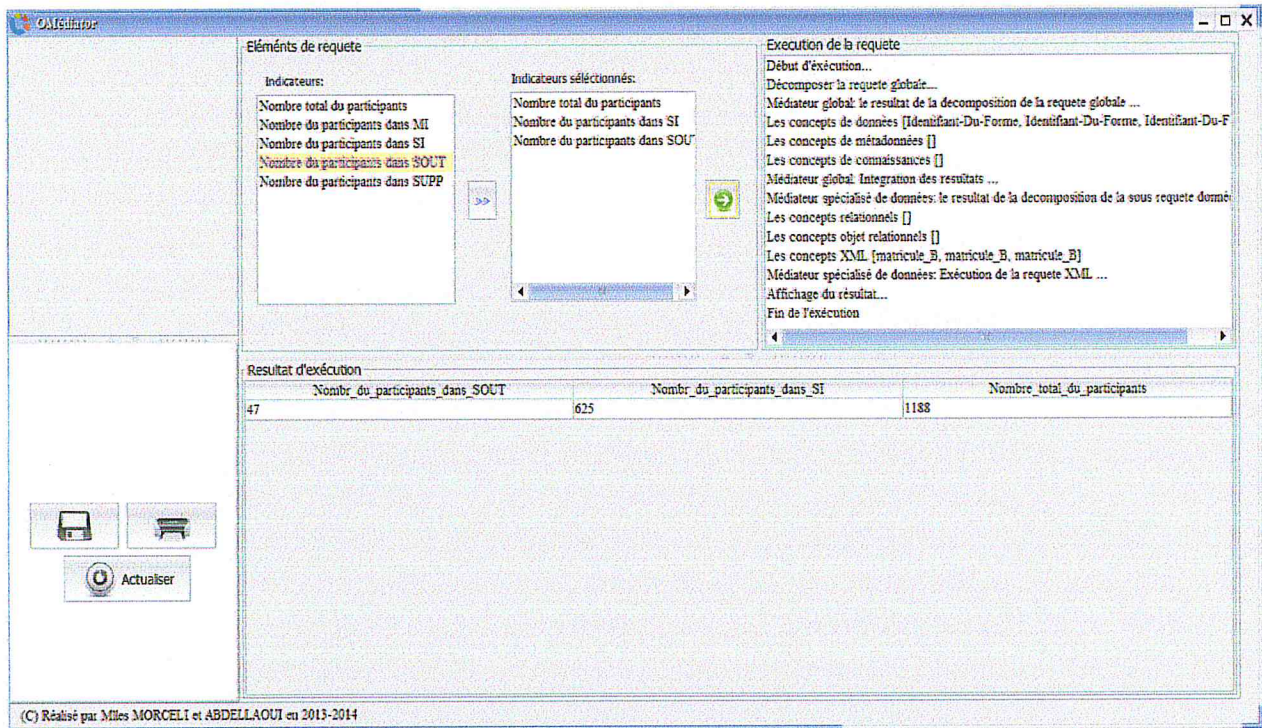 OMédiator
Eléménts de requete
Indicateurs:
Nombre total du participants
Nombre du participants dans MI
Nombre du participants dans SI
Nombre du participants dans SOUT
Nombre du participants dans SUPP
>>
Indicateurs séléctionnés:
Nombre total du participants
Nombre du participants dans SI
Nombre du participants dans SOUT
Execution de la requete
Début d'éxécution...
Décomposer la requete globale...
Médiateur global: le resultat de la decomposition de la requete globale ...
Les concepts de données [Identifiant-Du-Forme, Identifiant-Du-Forme, Identifiant-Du-F
Les concepts de métadonnées []
Les concepts de connaissances []
Médiateur global: Integration des resultats ...
Médiateur spécialisé de données: le resultat de la decomposition de la sous requete donné
Les concepts relationnels []
Les concepts objet relationnels []
Les concepts XML [matricule_B, matricule_B, matricule_B]
Médiateur spécialisé de données: Exécution de la requete XML ...
Affichage du résultat...
Fin de l'éxécution
Resultat d'exécution
Nombr_du_participants_dans_SOUT Nombr_du_participants_dans_SI Nombre_total_du_participants
47 625 1188
Actualiser
(C) Réalisé par Mlles MORCELI et ABDELLAOUI en 2013-2014